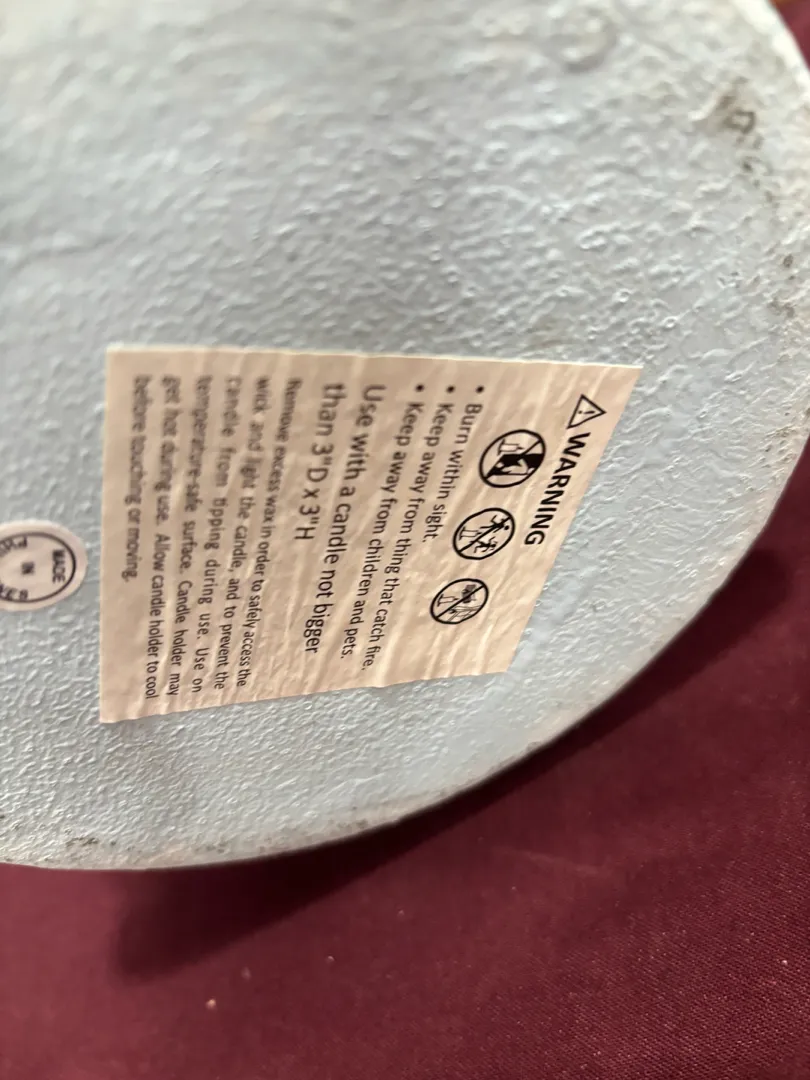 WARNING
• Burn within sight.
• Keep away from thing that catch fire.
• Keep away from children and pets.
Use with a candle not bigger
than 3"D x 3"H
Remove excess wax in order to safely access the
wick and light the candle, and to prevent the
candle from tipping during use. Use on
temperature-safe surface. Candle holder may
get hot during use. Allow candle holder to cool
before touching or moving.
MADE
IN